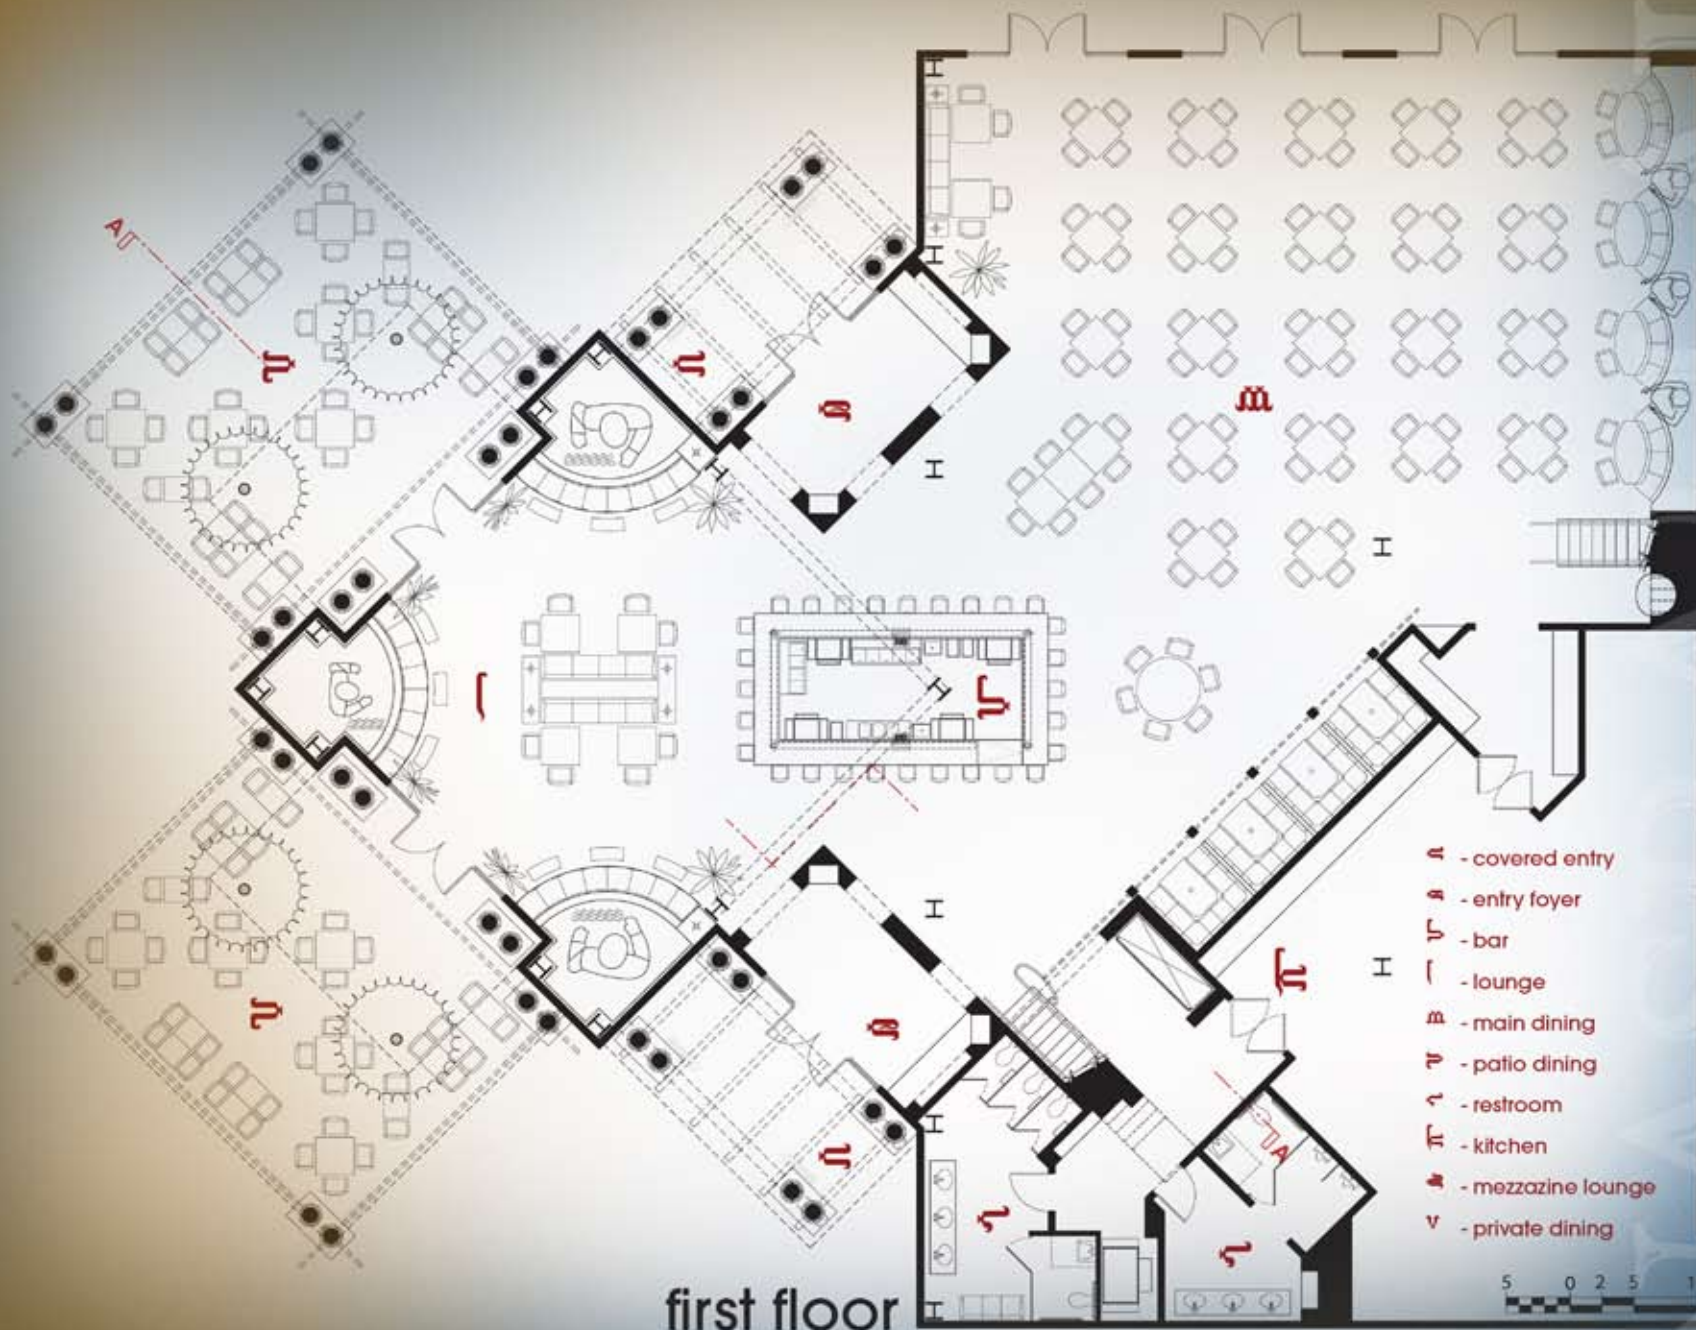 A
- covered entry
- entry foyer
- bar
- lounge
- main dining
- patio dining
- restroom
- kitchen
- mezzazine lounge
- private dining
A
5 0 2 5
first floor